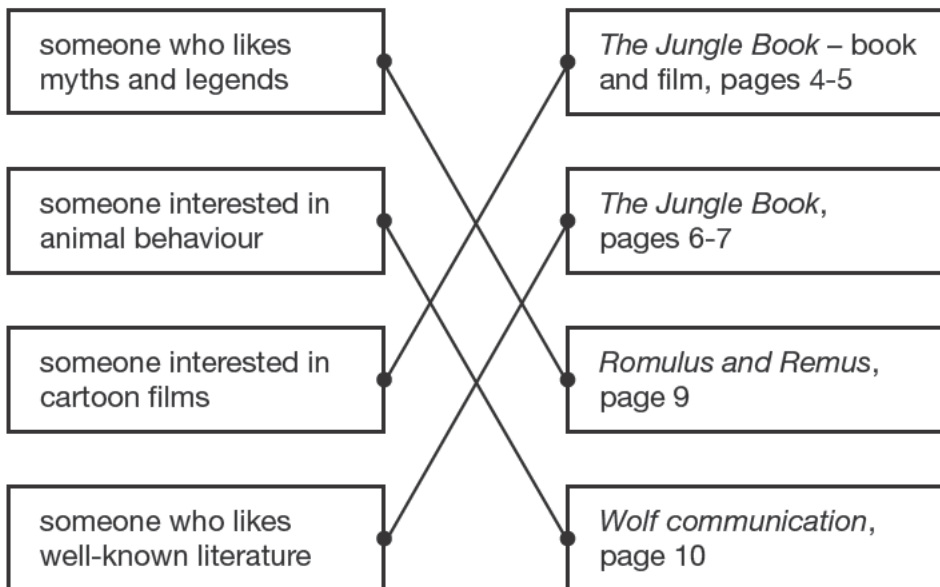 someone who likes
myths and legends
The Jungle Book – book
and film, pages 4-5
someone interested in
animal behaviour
The Jungle Book,
pages 6-7
someone interested in
cartoon films
Romulus and Remus,
page 9
someone who likes
well-known literature
Wolf communication,
page 10